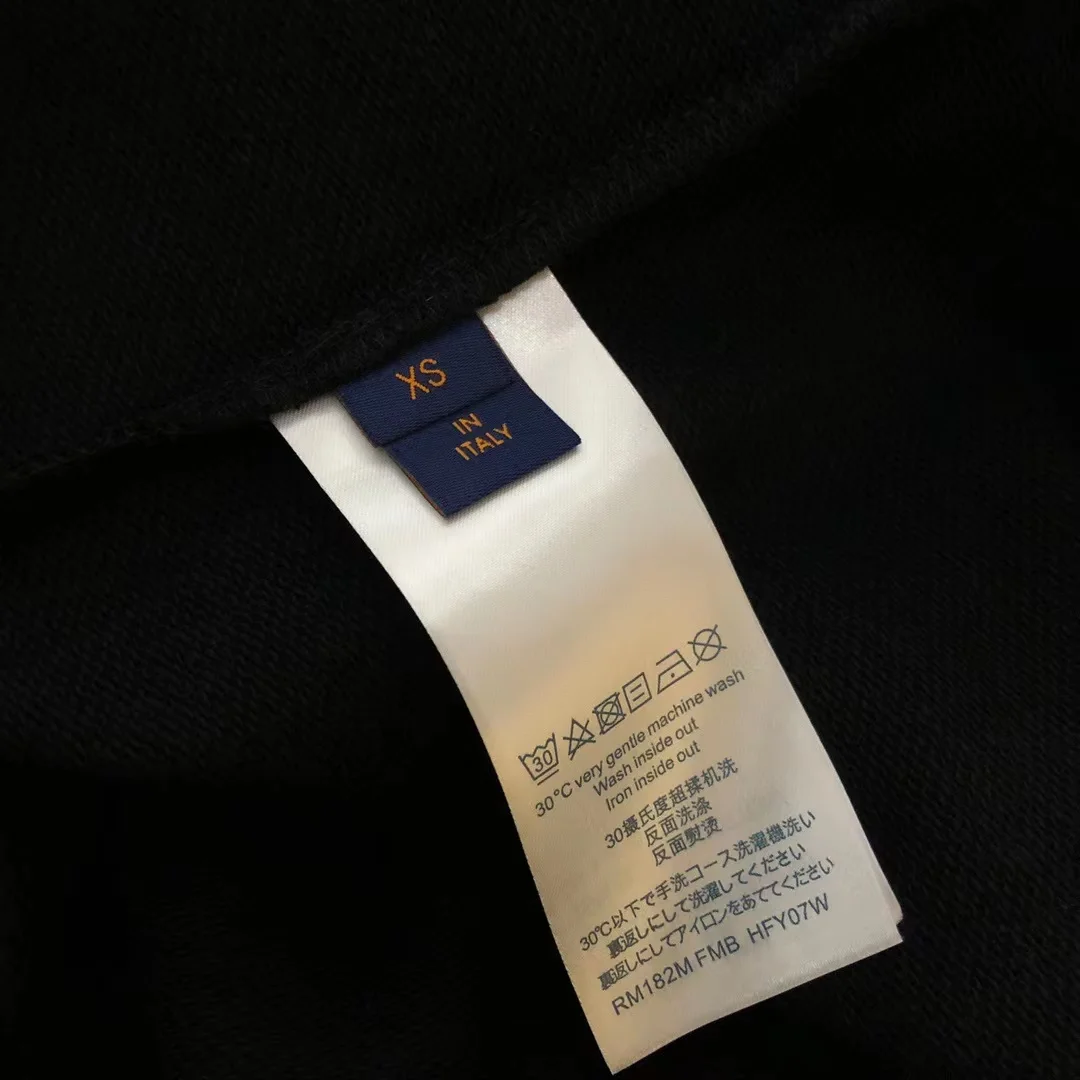 XS
IN
ITALY
30
30°C very gentle machine wash
Wash inside out
Iron inside out
30摄氏度超揉机洗
反面洗涤
反面熨烫
30℃以下で手洗コース洗濯機洗い
裏返しにして洗濯してください
裏返しにしてアイロンをあててください
RM182M FMB HFY07W